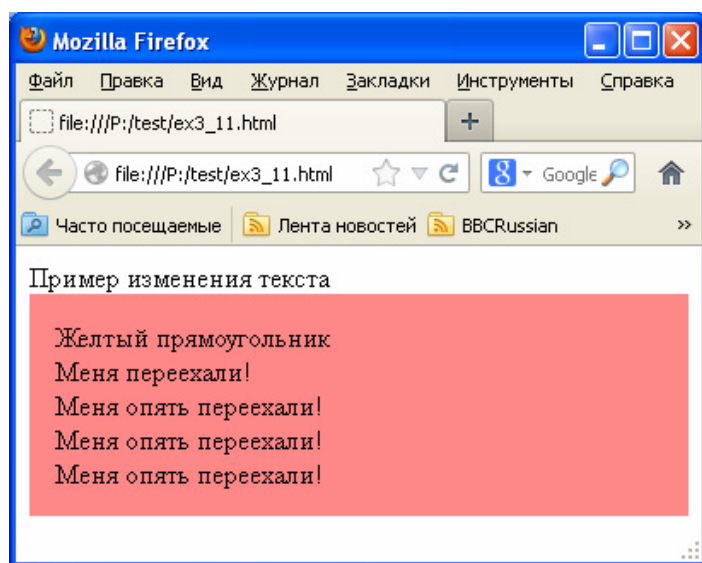 Mozilla Firefox
Файл Правка Вид Журнал Закладки Инструменты Справка
file:///P:/test/ex3_11.html
file:///P:/test/ex3_11.html Google
Часто посещаемые Лента новостей BBCRussian
Пример изменения текста
Желтый прямоугольник
Меня переехали!
Меня опять переехали!
Меня опять переехали!
Меня опять переехали!